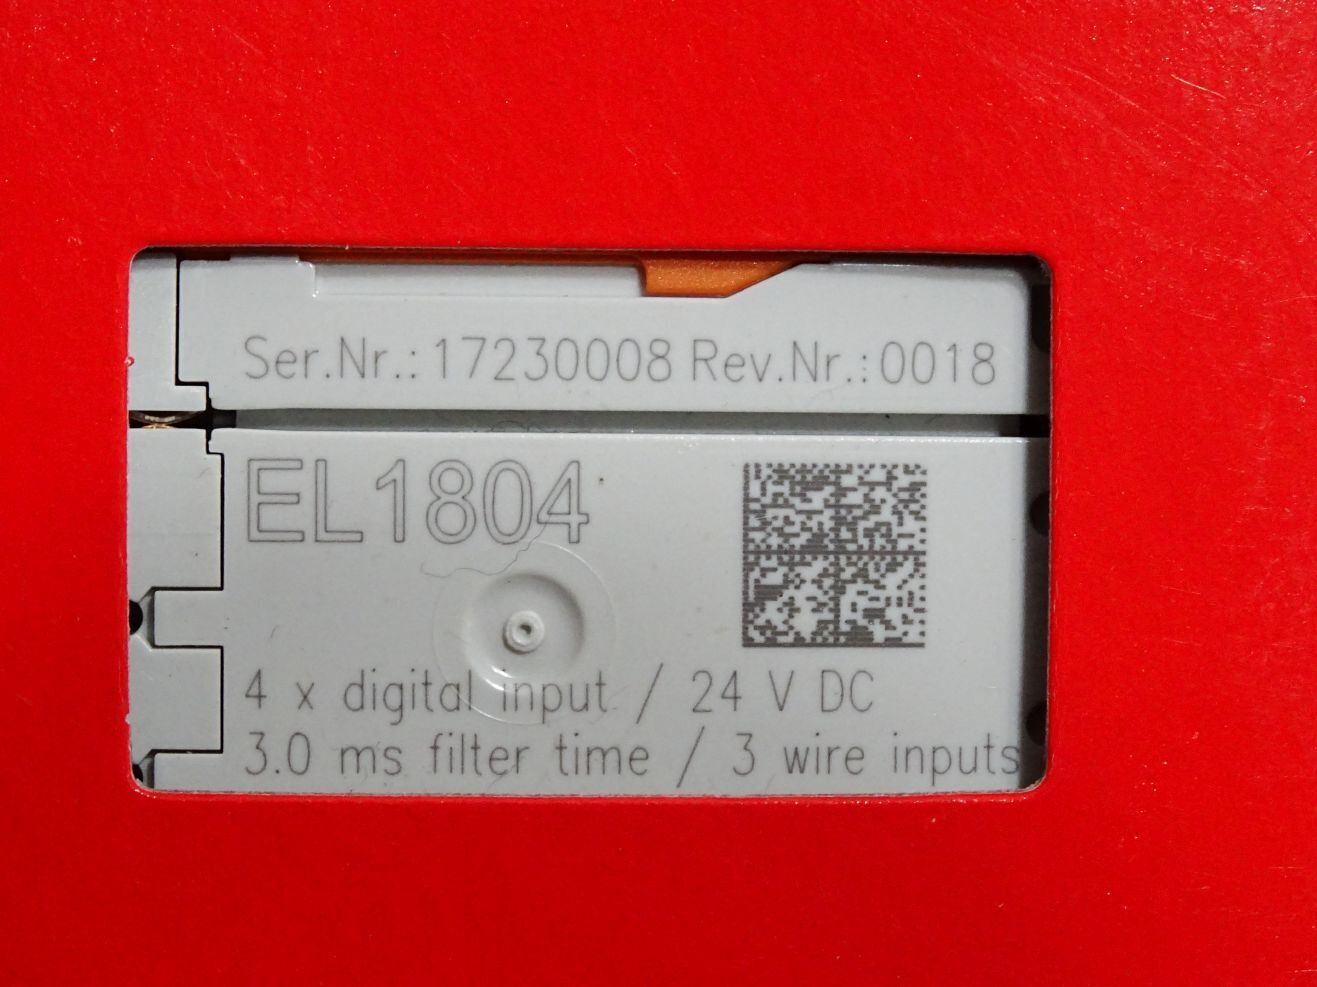 Ser.Nr.: 17230008 Rev.Nr.: 0018
EL1804
4 x digital input / 24 V DC
3.0 ms filter time / 3 wire inputs